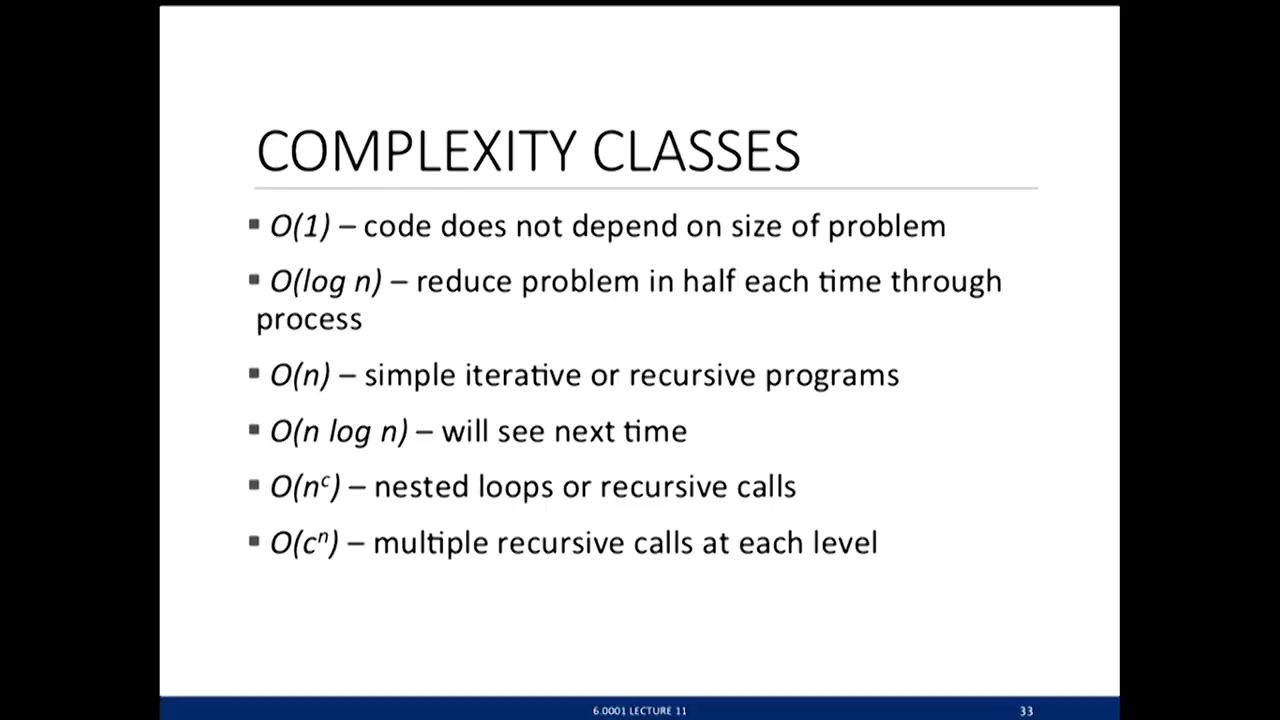 COMPLEXITY CLASSES
▪ O(1) – code does not depend on size of problem
▪ O(log n) – reduce problem in half each time through
process
▪ O(n) – simple iterative or recursive programs
▪ O(n log n) – will see next time
▪ O(nᶜ) – nested loops or recursive calls
▪ O(cⁿ) – multiple recursive calls at each level
6.0001 LECTURE 11
33